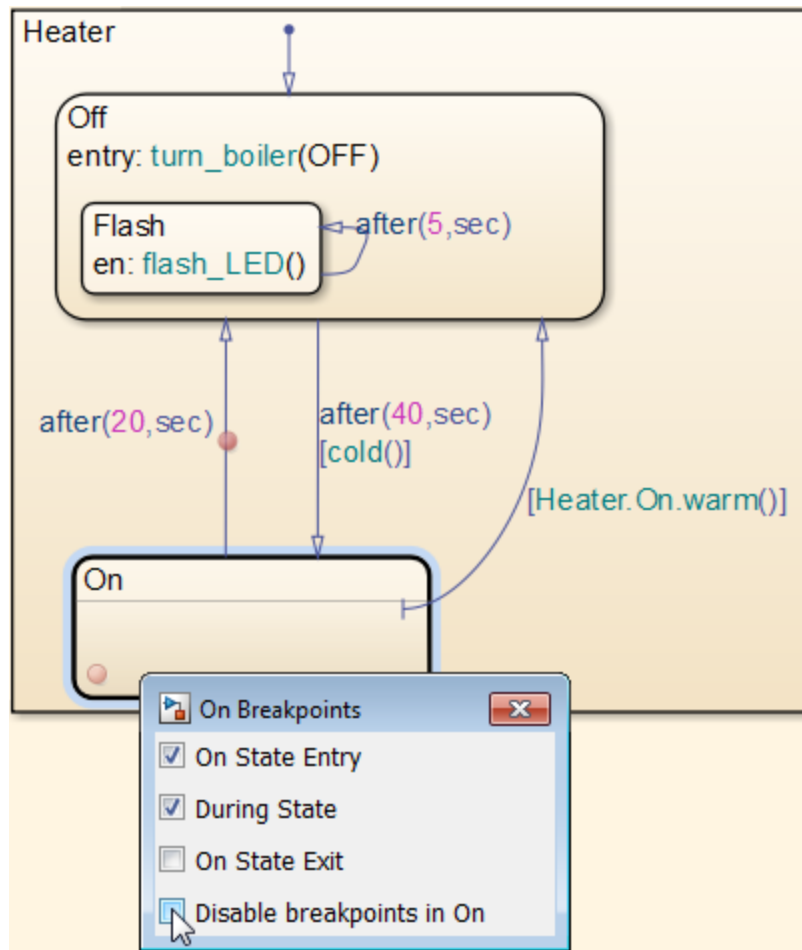 Heater
Off
entry: turn_boiler(OFF)
Flash
en: flash_LED()
after(5,sec)
after(20,sec)
after(40,sec)
[cold()]
[Heater.On.warm()]
On
On Breakpoints
On State Entry
During State
On State Exit
Disable breakpoints in On